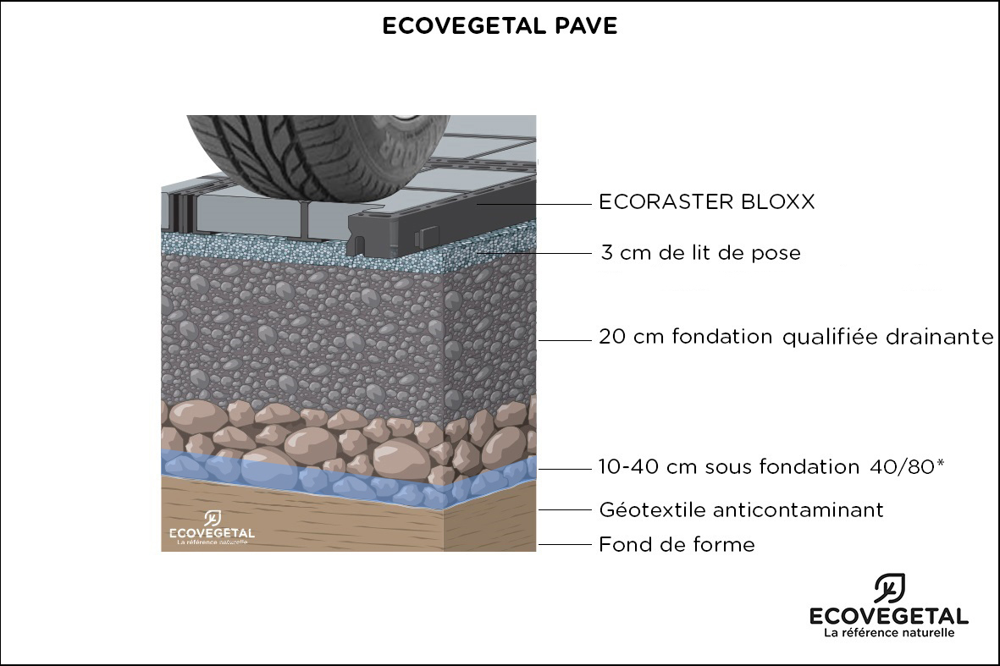 ECOVEGETAL PAVE
ECORASTER BLOXX
3 cm de lit de pose
20 cm fondation qualifiée drainante
10-40 cm sous fondation 40/80*
Géotextile anticontaminant
Fond de forme
ECOVEGETAL
La référence naturelle
ECOVEGETAL
La référence naturelle